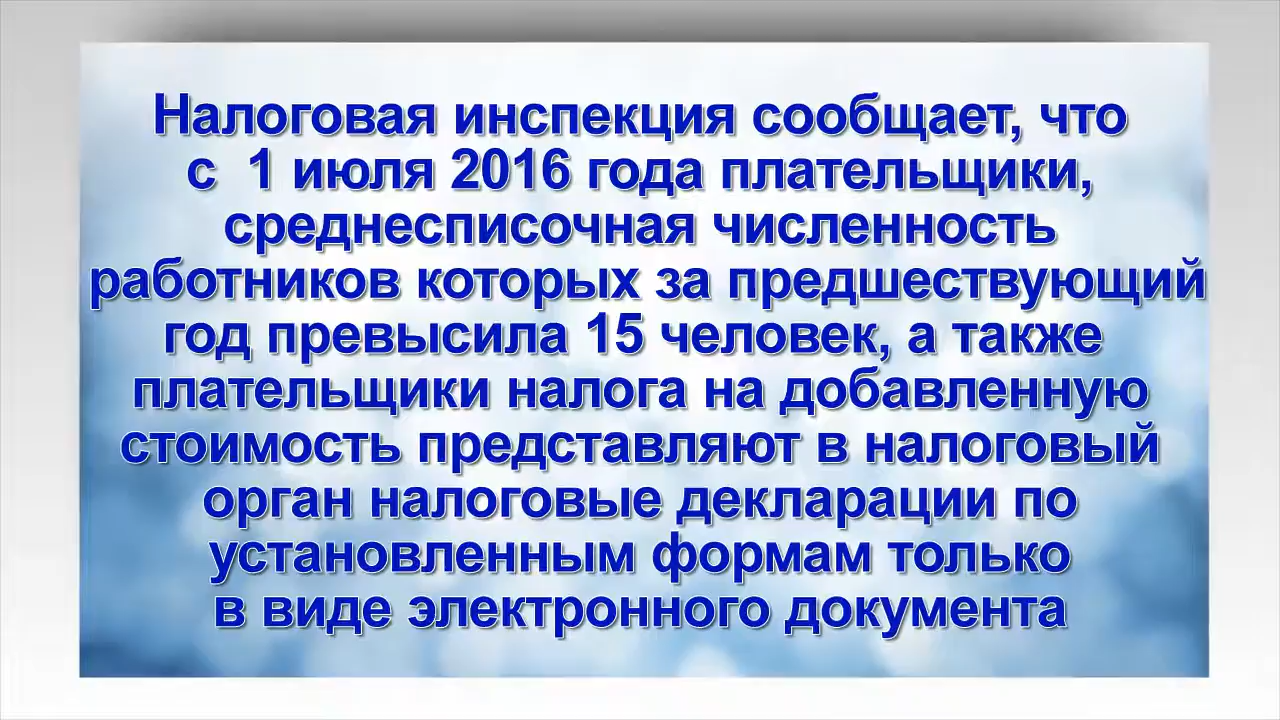 Налоговая инспекция сообщает, что
с 1 июля 2016 года плательщики,
среднесписочная численность
работников которых за предшествующий
год превысила 15 человек, а также
плательщики налога на добавленную
стоимость представляют в налоговый
орган налоговые декларации по
установленным формам только
в виде электронного документа